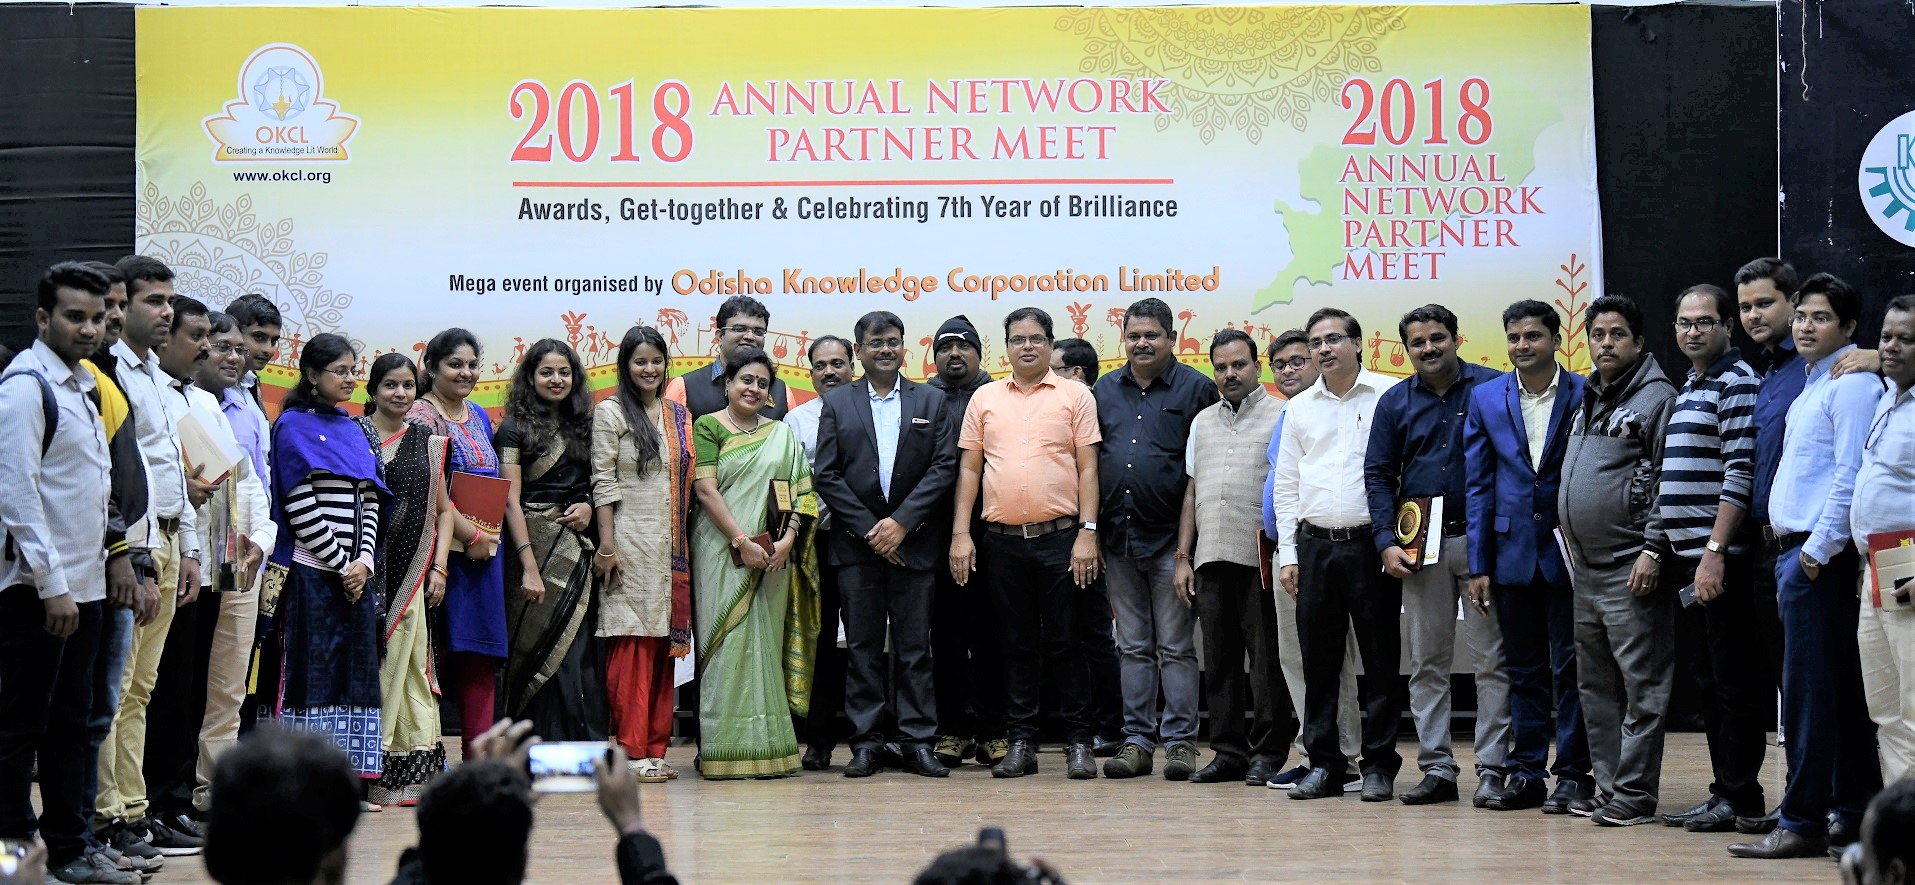 OKCL
Creating a Knowledge Lit World
www.okcl.org
2018 ANNUAL NETWORK
PARTNER MEET
Awards, Get-together & Celebrating 7th Year of Brilliance
Mega event organised by Odisha Knowledge Corporation Limited
2018
ANNUAL
NETWORK
PARTNER
MEET